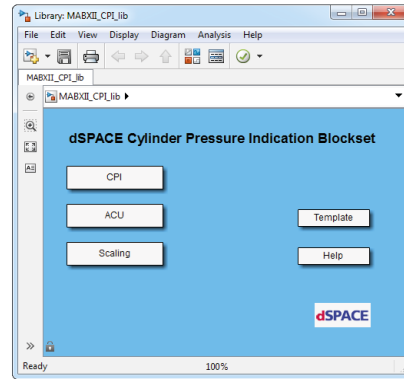 Library: MABXII_CPI_lib
File Edit View Display Diagram Analysis Help
MABXII_CPI_lib
MABXII_CPI_lib
dSPACE Cylinder Pressure Indication Blockset
CPI
ACU
Template
Scaling
Help
dSPACE
Ready 100%